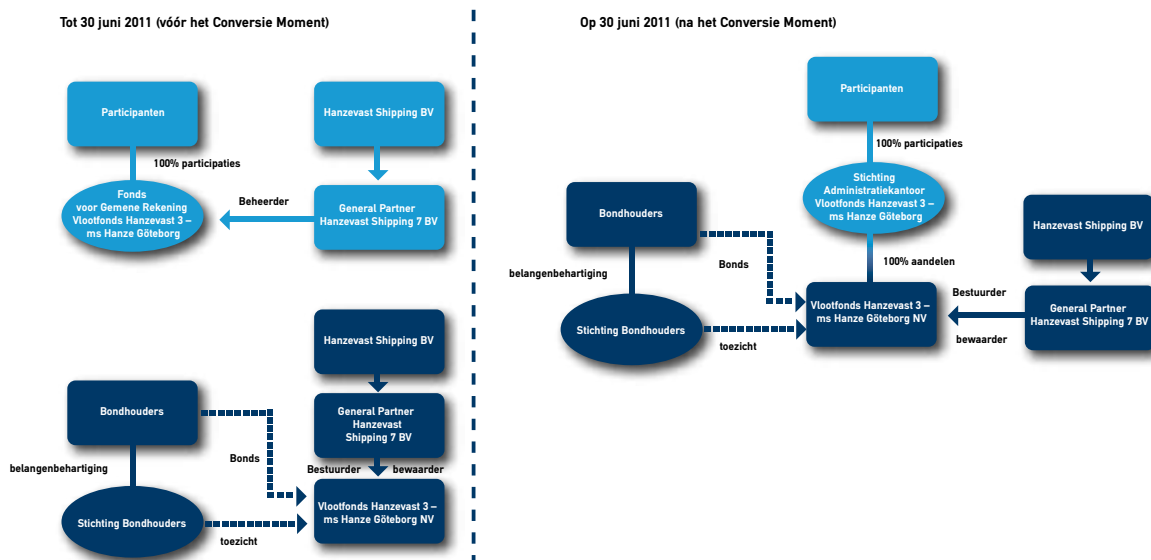 Tot 30 juni 2011 (vóór het Conversie Moment)
Participanten
Hanzevast Shipping BV
100% participaties
Fonds
voor Gemene Rekening
Vlootfonds Hanzevast 3 –
ms Hanze Göteborg
Beheerder
General Partner
Hanzevast Shipping 7 BV
Hanzevast Shipping BV
Bondhouders
General Partner
Hanzevast
Shipping 7 BV
belangenbehartiging
Bonds
Bestuurder
bewaarder
Stichting Bondhouders
Vlootfonds Hanzevast 3 –
ms Hanze Göteborg NV
toezicht
Op 30 juni 2011 (na het Conversie Moment)
Participanten
100% participaties
Stichting
Administratiekantoor
Vlootfonds Hanzevast 3 –
ms Hanze Göteborg
Bondhouders
Hanzevast Shipping BV
Bonds
100% aandelen
belangenbehartiging
Bestuurder
Vlootfonds Hanzevast 3 –
ms Hanze Göteborg NV
General Partner
Hanzevast Shipping 7 BV
Stichting Bondhouders
toezicht
bewaarder